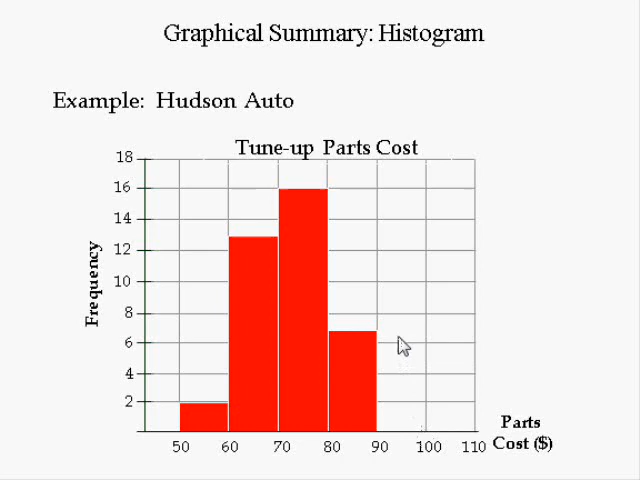 Graphical Summary: Histogram
Example: Hudson Auto
Tune-up Parts Cost
18
16
14
12
10
8
6
4
2
Frequency
50 60 70 80 90 100 110
Parts
Cost ($)